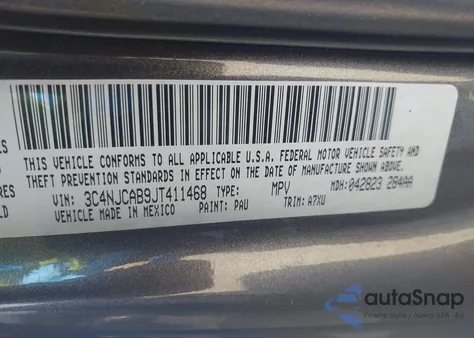 ES
THIS VEHICLE CONFORMS TO ALL APPLICABLE U.S.A. FEDERAL MOTOR VEHICLE SAFETY AND
THEFT PREVENTION STANDARDS IN EFFECT ON THE DATE OF MANUFACTURE SHOWN ABOVE.
RES
VIN: 3C4NJCAB9JT411468 TYPE: MPV MDH: 042823 284AA
VEHICLE MADE IN MEXICO PAINT: PAU TRIM: A7XU
autoSnap